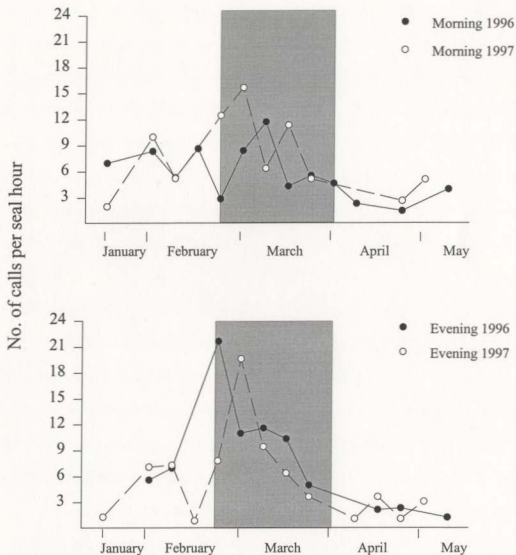 No. of calls per seal hour
24
21
18
15
12
9
6
3
Morning 1996
Morning 1997
January February March April May
24
21
18
15
12
9
6
3
Evening 1996
Evening 1997
January February March April May